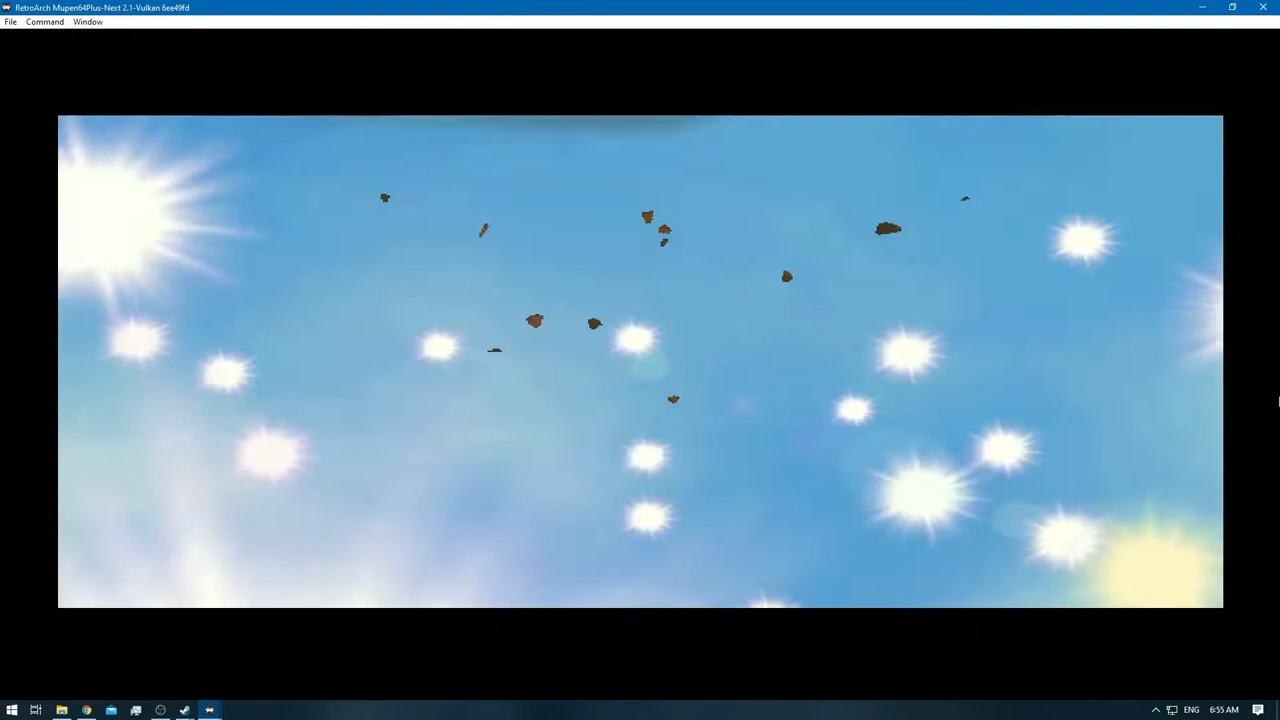 RetroArch Mupen64Plus-Next 2.1-Vulkan 6ee49fd
File Command Window
ENG 6:55 AM